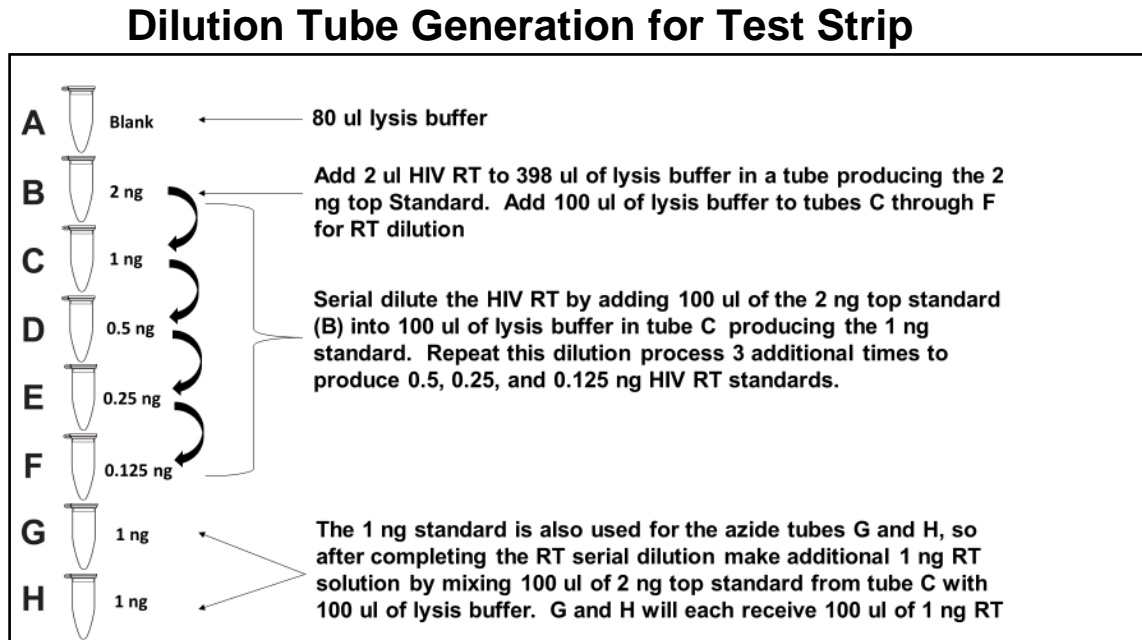 Dilution Tube Generation for Test Strip
A Blank
80 ul lysis buffer
B 2 ng
Add 2 ul HIV RT to 398 ul of lysis buffer in a tube producing the 2
ng top Standard. Add 100 ul of lysis buffer to tubes C through F
for RT dilution
C 1 ng
D 0.5 ng
Serial dilute the HIV RT by adding 100 ul of the 2 ng top standard
(B) into 100 ul of lysis buffer in tube C producing the 1 ng
standard. Repeat this dilution process 3 additional times to
produce 0.5, 0.25, and 0.125 ng HIV RT standards.
E 0.25 ng
F 0.125 ng
G 1 ng
H 1 ng
The 1 ng standard is also used for the azide tubes G and H, so
after completing the RT serial dilution make additional 1 ng RT
solution by mixing 100 ul of 2 ng top standard from tube C with
100 ul of lysis buffer. G and H will each receive 100 ul of 1 ng RT